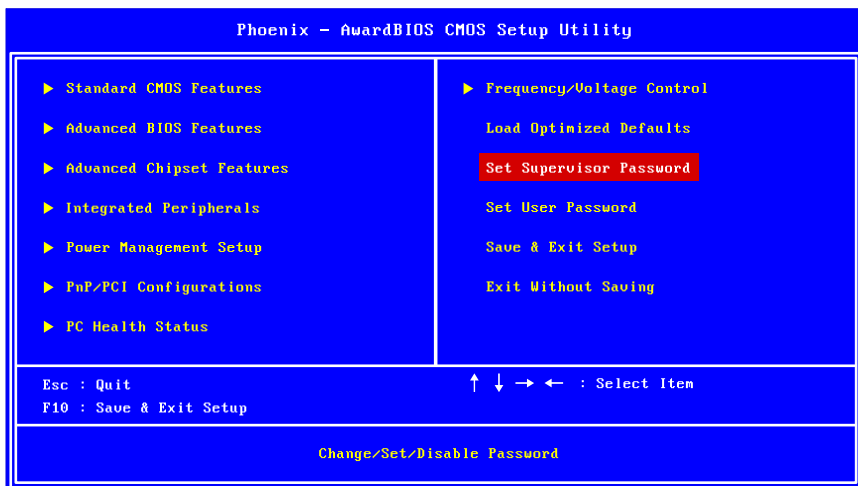 Phoenix - AwardBIOS CMOS Setup Utility
Standard CMOS Features
Advanced BIOS Features
Advanced Chipset Features
Integrated Peripherals
Power Management Setup
PnP/PCI Configurations
PC Health Status
Frequency/Voltage Control
Load Optimized Defaults
Set Supervisor Password
Set User Password
Save & Exit Setup
Exit Without Saving
Esc : Quit
F10 : Save & Exit Setup
↑ ↓ → ← : Select Item
Change/Set/Disable Password